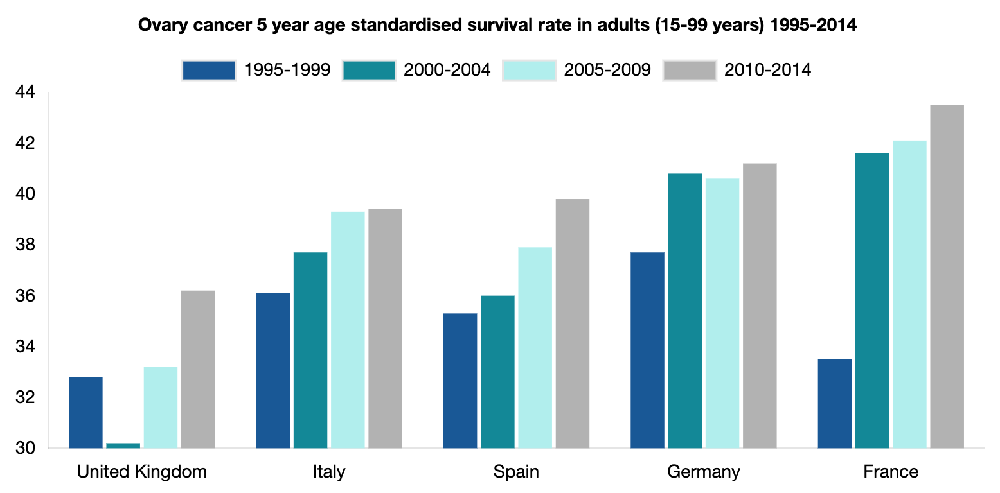 Ovary cancer 5 year age standardised survival rate in adults (15-99 years) 1995-2014
1995-1999 2000-2004 2005-2009 2010-2014
44
42
40
38
36
34
32
30
United Kingdom Italy Spain Germany France